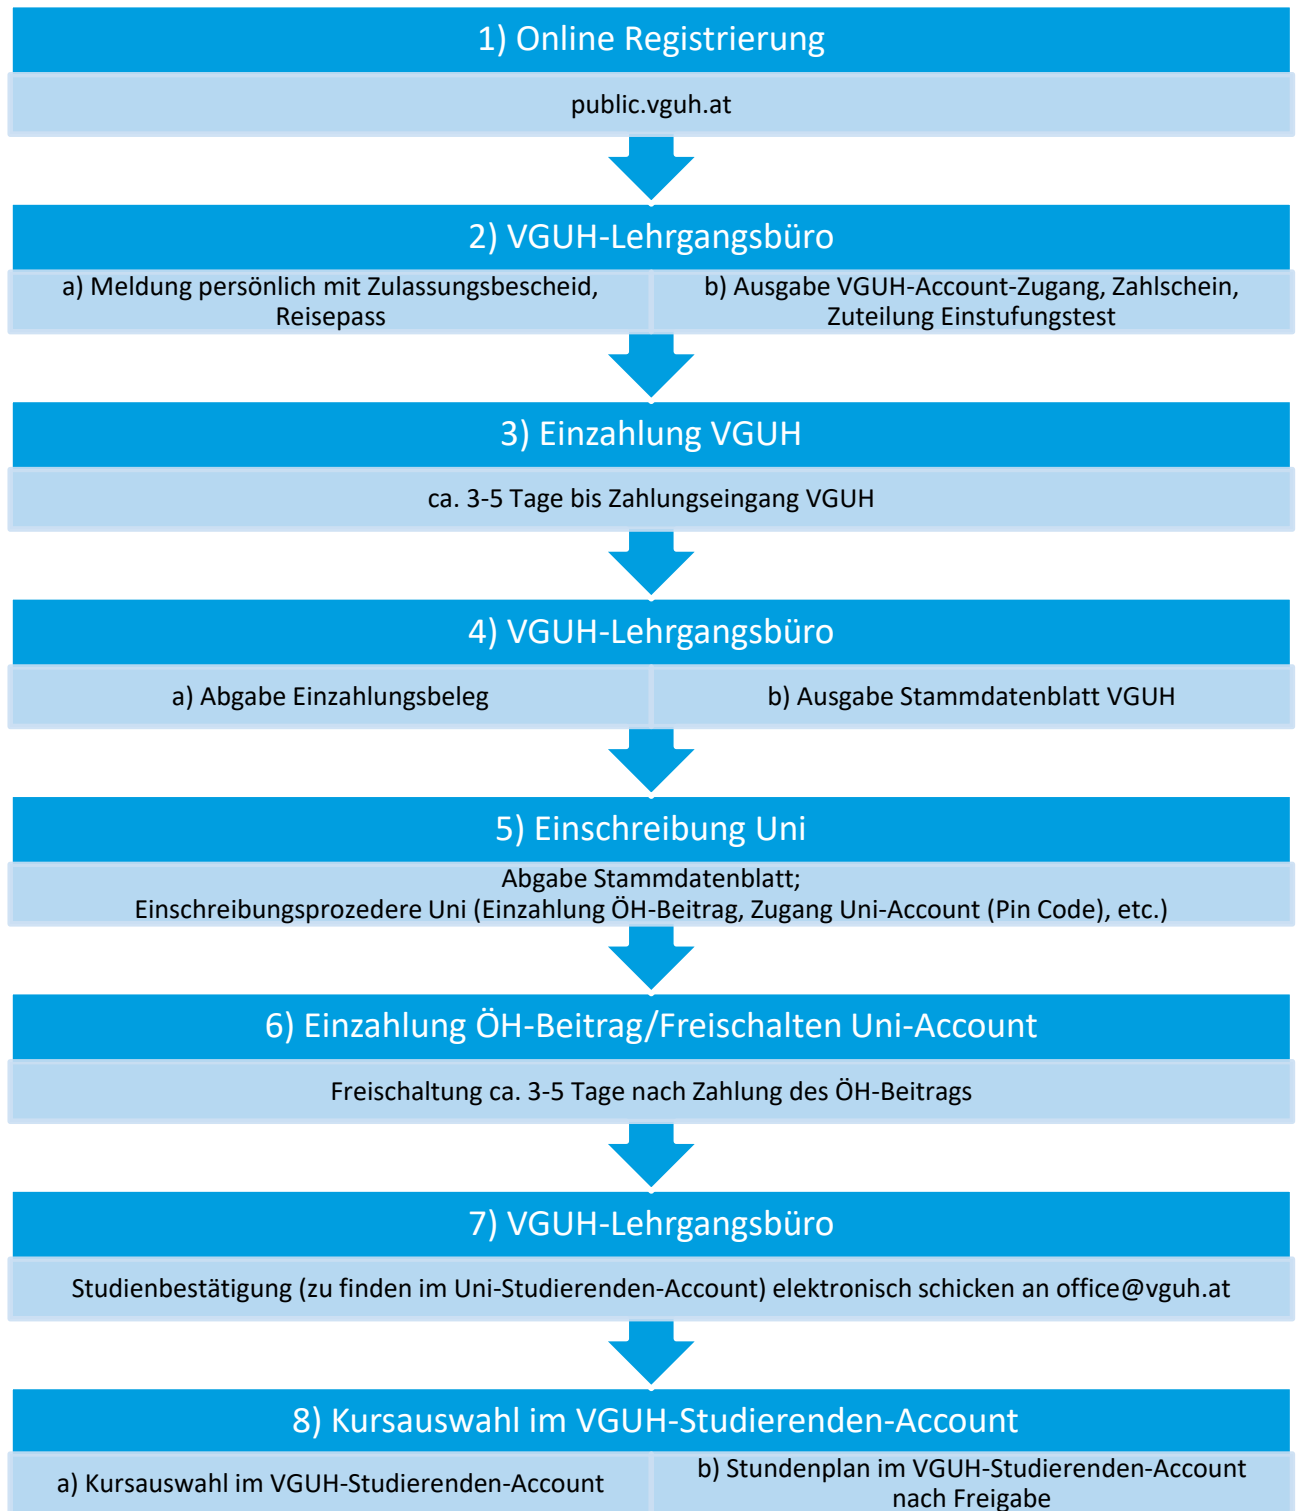 1) Online Registrierung
public.vguh.at
2) VGUH-Lehrgangsbüro
a) Meldung persönlich mit Zulassungsbescheid,
Reisepass
b) Ausgabe VGUH-Account-Zugang, Zahlschein,
Zuteilung Einstufungstest
3) Einzahlung VGUH
ca. 3-5 Tage bis Zahlungseingang VGUH
4) VGUH-Lehrgangsbüro
a) Abgabe Einzahlungsbeleg
b) Ausgabe Stammdatenblatt VGUH
5) Einschreibung Uni
Abgabe Stammdatenblatt;
Einschreibungsprozedere Uni (Einzahlung ÖH-Beitrag, Zugang Uni-Account (Pin Code), etc.)
6) Einzahlung ÖH-Beitrag/Freischalten Uni-Account
Freischaltung ca. 3-5 Tage nach Zahlung des ÖH-Beitrags
7) VGUH-Lehrgangsbüro
Studienbestätigung (zu finden im Uni-Studierenden-Account) elektronisch schicken an office@vguh.at
8) Kursauswahl im VGUH-Studierenden-Account
a) Kursauswahl im VGUH-Studierenden-Account
b) Stundenplan im VGUH-Studierenden-Account
nach Freigabe